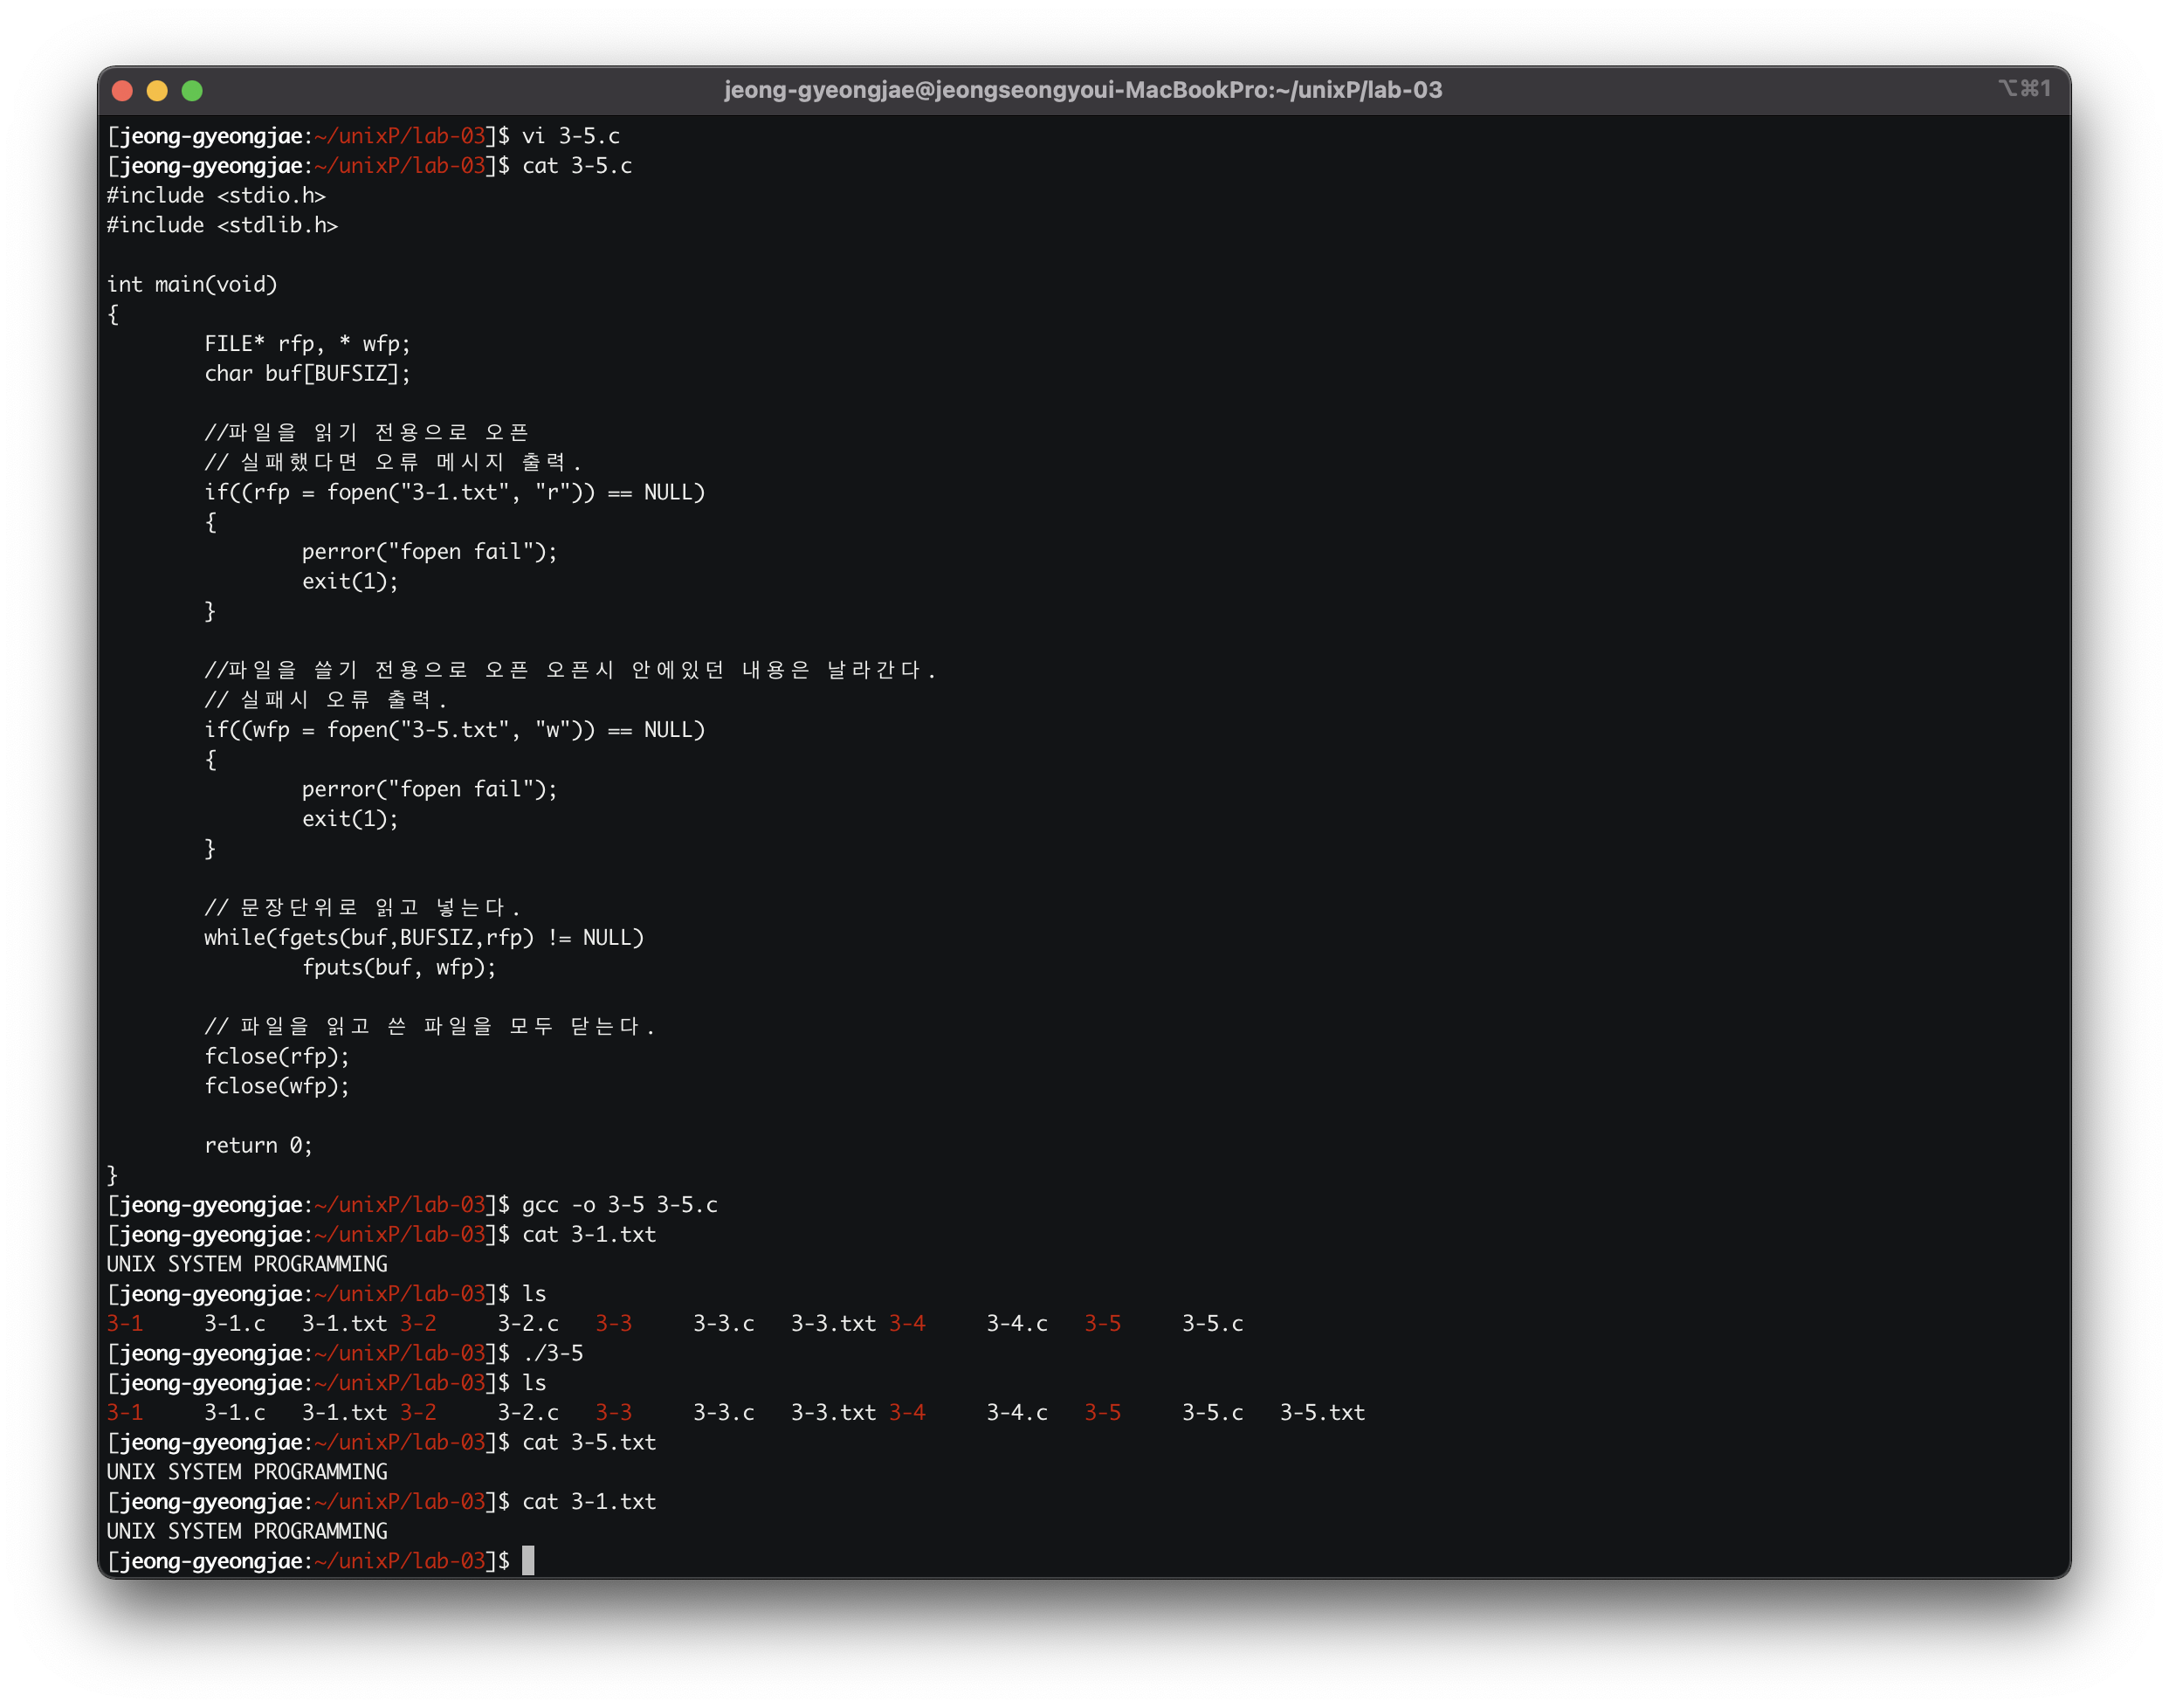 jeong-gyeongjae@jeongseongyoui-MacBookPro:~/unixP/lab-03
⌥⌘1
[jeong-gyeongjae:~/unixP/lab-03]$ vi 3-5.c
[jeong-gyeongjae:~/unixP/lab-03]$ cat 3-5.c
#include <stdio.h>
#include <stdlib.h>

int main(void)
{
        FILE* rfp, * wfp;
        char buf[BUFSIZ];

        //파일을 읽기 전용으로 오픈
        // 실패했다면 오류 메시지 출력.
        if((rfp = fopen("3-1.txt", "r")) == NULL)
        {
                perror("fopen fail");
                exit(1);
        }

        //파일을 쓸기 전용으로 오픈 오픈시 안에있던 내용은 날라간다.
        // 실패시 오류 출력.
        if((wfp = fopen("3-5.txt", "w")) == NULL)
        {
                perror("fopen fail");
                exit(1);
        }

        // 문장단위로 읽고 넣는다.
        while(fgets(buf,BUFSIZ,rfp) != NULL)
                fputs(buf, wfp);

        // 파일을 읽고 쓴 파일을 모두 닫는다.
        fclose(rfp);
        fclose(wfp);

        return 0;
}
[jeong-gyeongjae:~/unixP/lab-03]$ gcc -o 3-5 3-5.c
[jeong-gyeongjae:~/unixP/lab-03]$ cat 3-1.txt
UNIX SYSTEM PROGRAMMING
[jeong-gyeongjae:~/unixP/lab-03]$ ls
3-1     3-1.c   3-1.txt 3-2     3-2.c   3-3     3-3.c   3-3.txt 3-4     3-4.c   3-5     3-5.c
[jeong-gyeongjae:~/unixP/lab-03]$ ./3-5
[jeong-gyeongjae:~/unixP/lab-03]$ ls
3-1     3-1.c   3-1.txt 3-2     3-2.c   3-3     3-3.c   3-3.txt 3-4     3-4.c   3-5     3-5.c   3-5.txt
[jeong-gyeongjae:~/unixP/lab-03]$ cat 3-5.txt
UNIX SYSTEM PROGRAMMING
[jeong-gyeongjae:~/unixP/lab-03]$ cat 3-1.txt
UNIX SYSTEM PROGRAMMING
[jeong-gyeongjae:~/unixP/lab-03]$